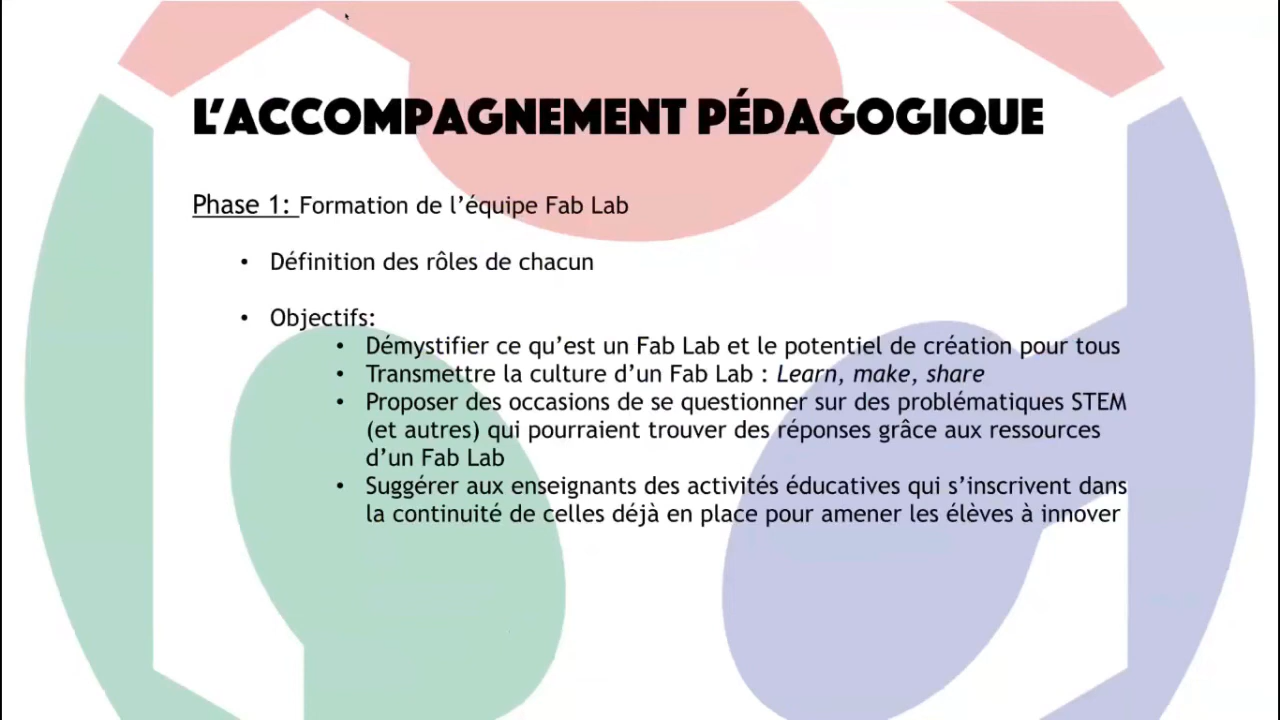 L’ACCOMPAGNEMENT PÉDAGOGIQUE
Phase 1: Formation de l’équipe Fab Lab
• Définition des rôles de chacun
• Objectifs:
• Démystifier ce qu’est un Fab Lab et le potentiel de création pour tous
• Transmettre la culture d’un Fab Lab : Learn, make, share
• Proposer des occasions de se questionner sur des problématiques STEM
(et autres) qui pourraient trouver des réponses grâce aux ressources
d’un Fab Lab
• Suggérer aux enseignants des activités éducatives qui s’inscrivent dans
la continuité de celles déjà en place pour amener les élèves à innover